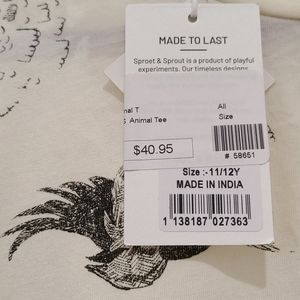 MADE TO LAST
Sproet & Sprout is a product of playful
experiments. Our timeless designs
nal T All
S Animal Tee Size
$40.95 # 58651
Size :- 11/12Y
MADE IN INDIA
1 138187 027363